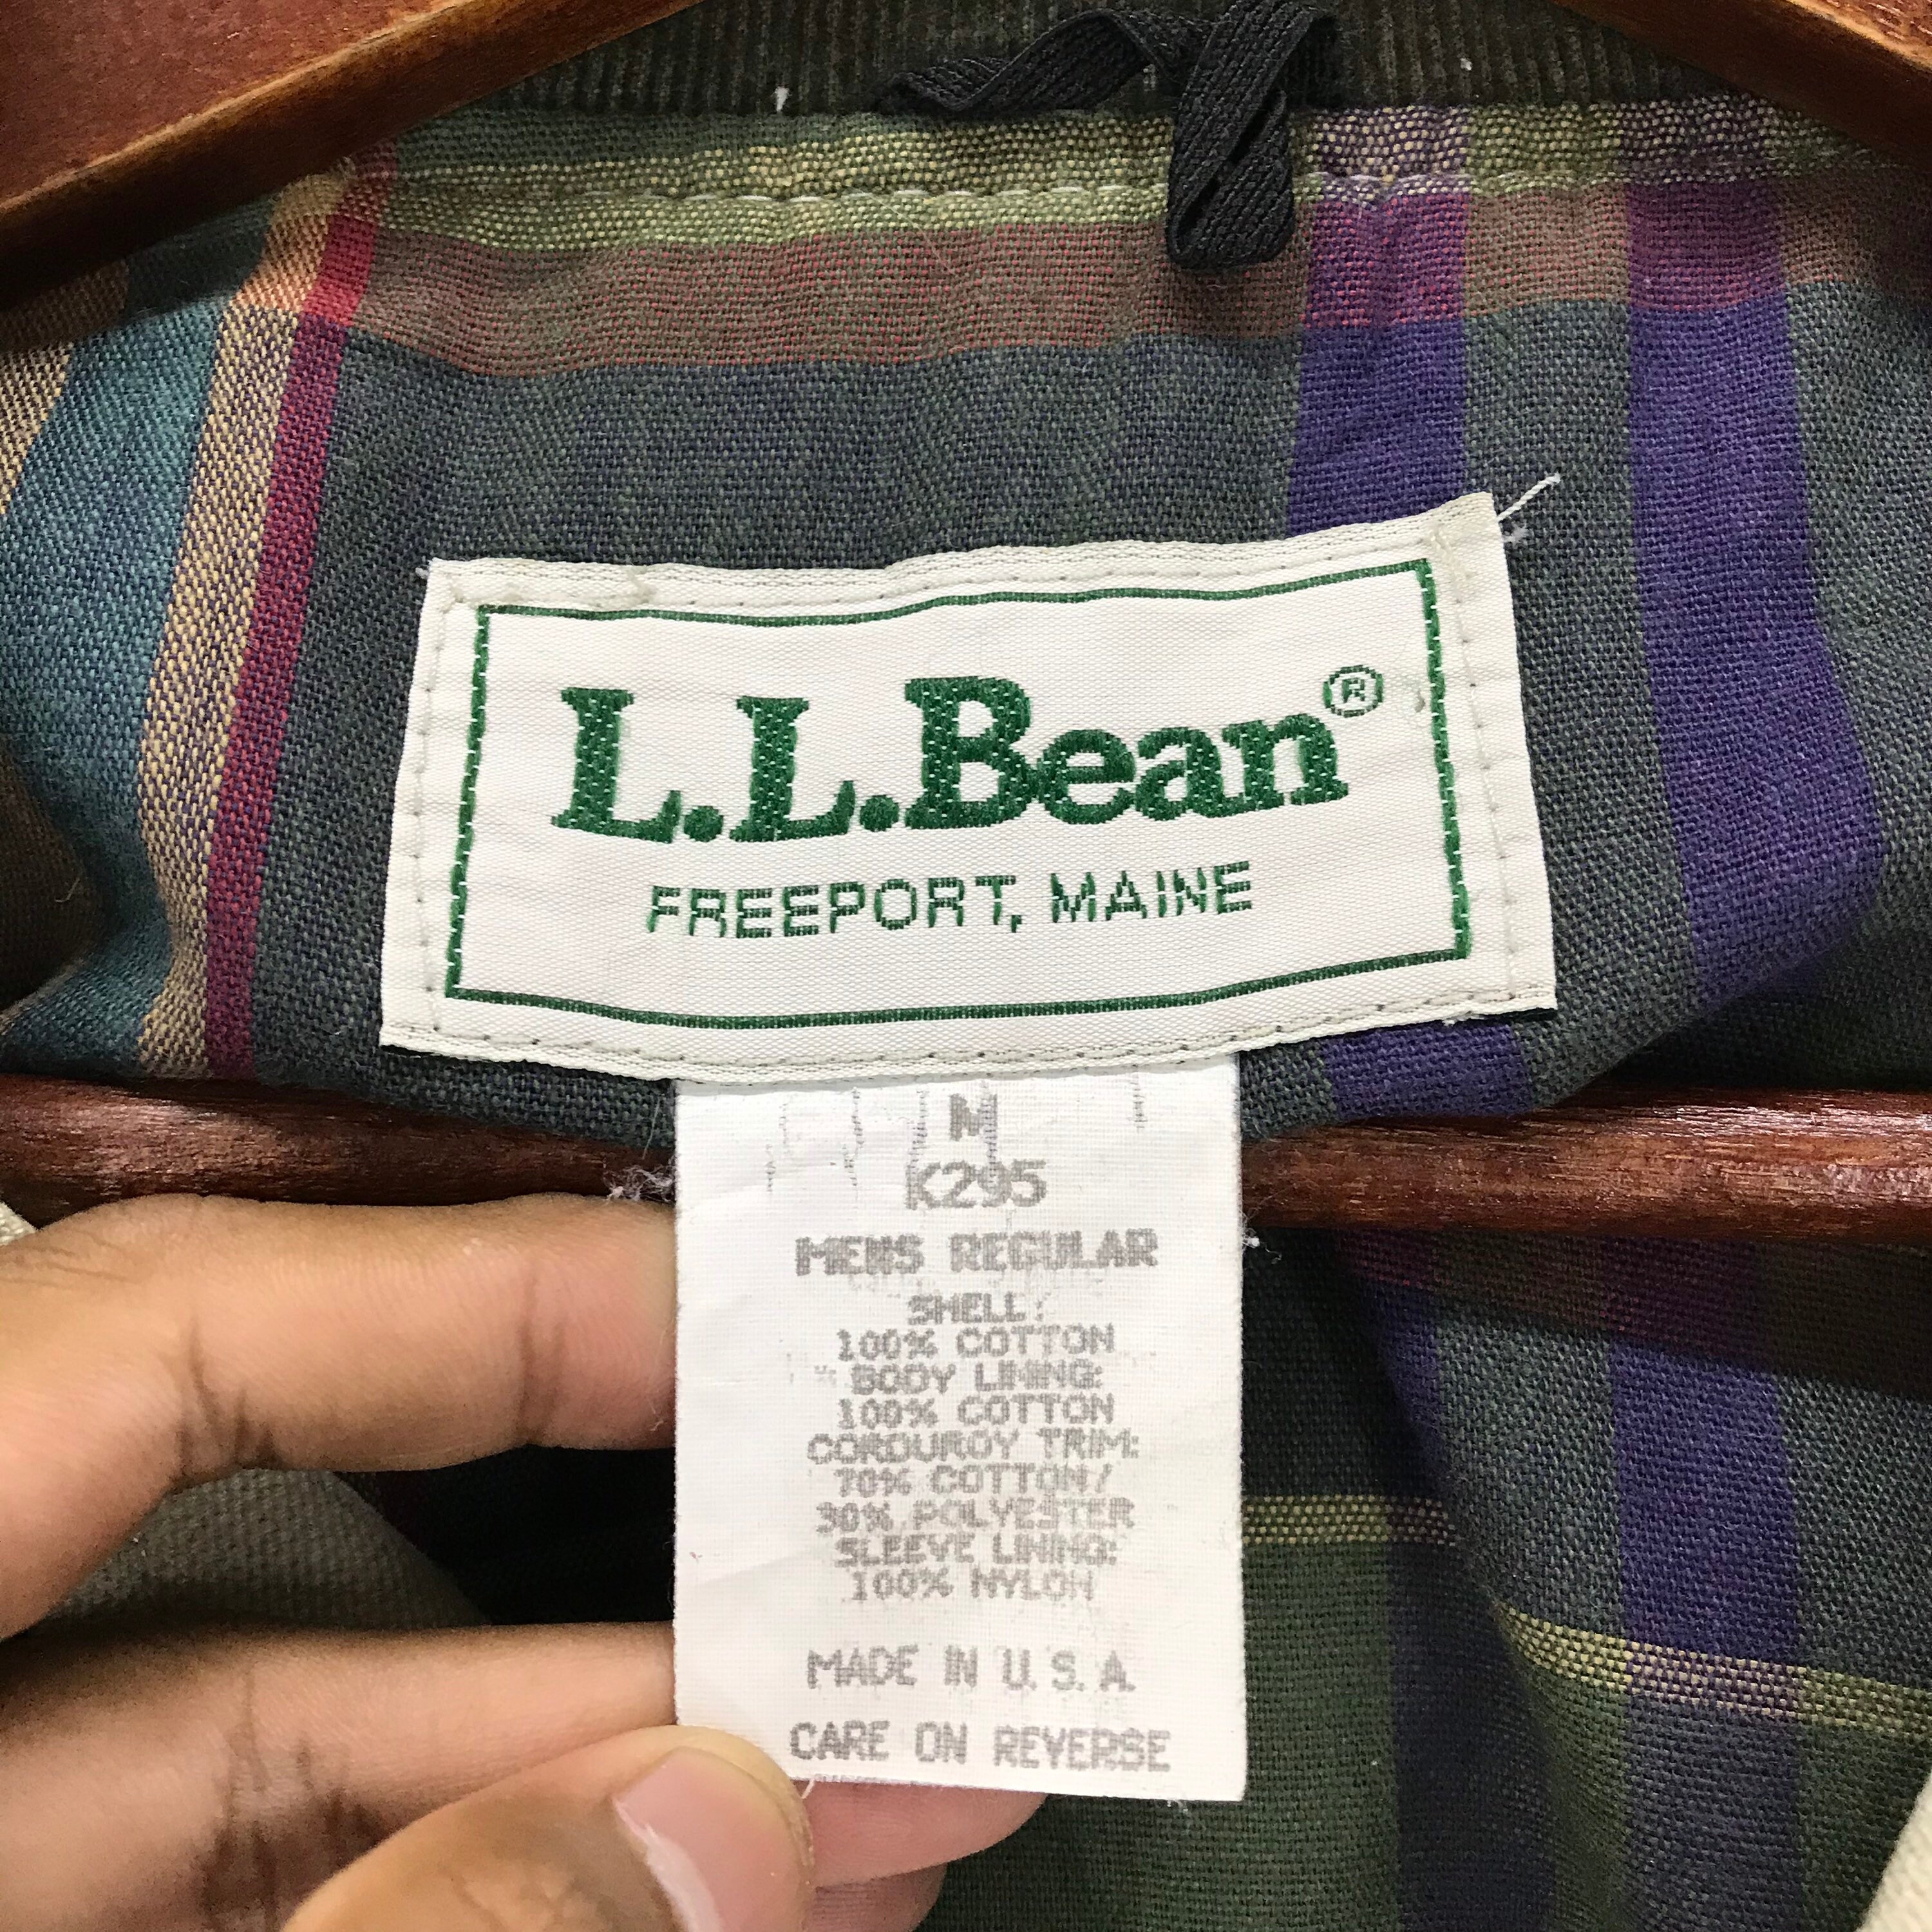 L.L.Bean®
FREEPORT, MAINE
M
K295
MENS REGULAR
SHELL:
100% COTTON
BODY LINING:
100% COTTON
CORDUROY TRIM:
70% COTTON/
30% POLYESTER
SLEEVE LINING:
100% NYLON
MADE IN U.S.A.
CARE ON REVERSE